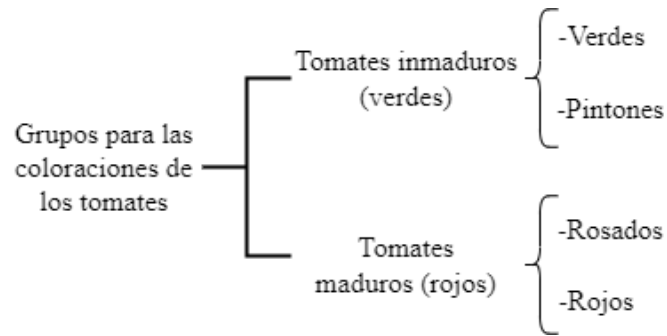 Grupos para las
coloraciones de
los tomates
Tomates inmaduros
(verdes)
-Verdes
-Pintones
Tomates
maduros (rojos)
-Rosados
-Rojos